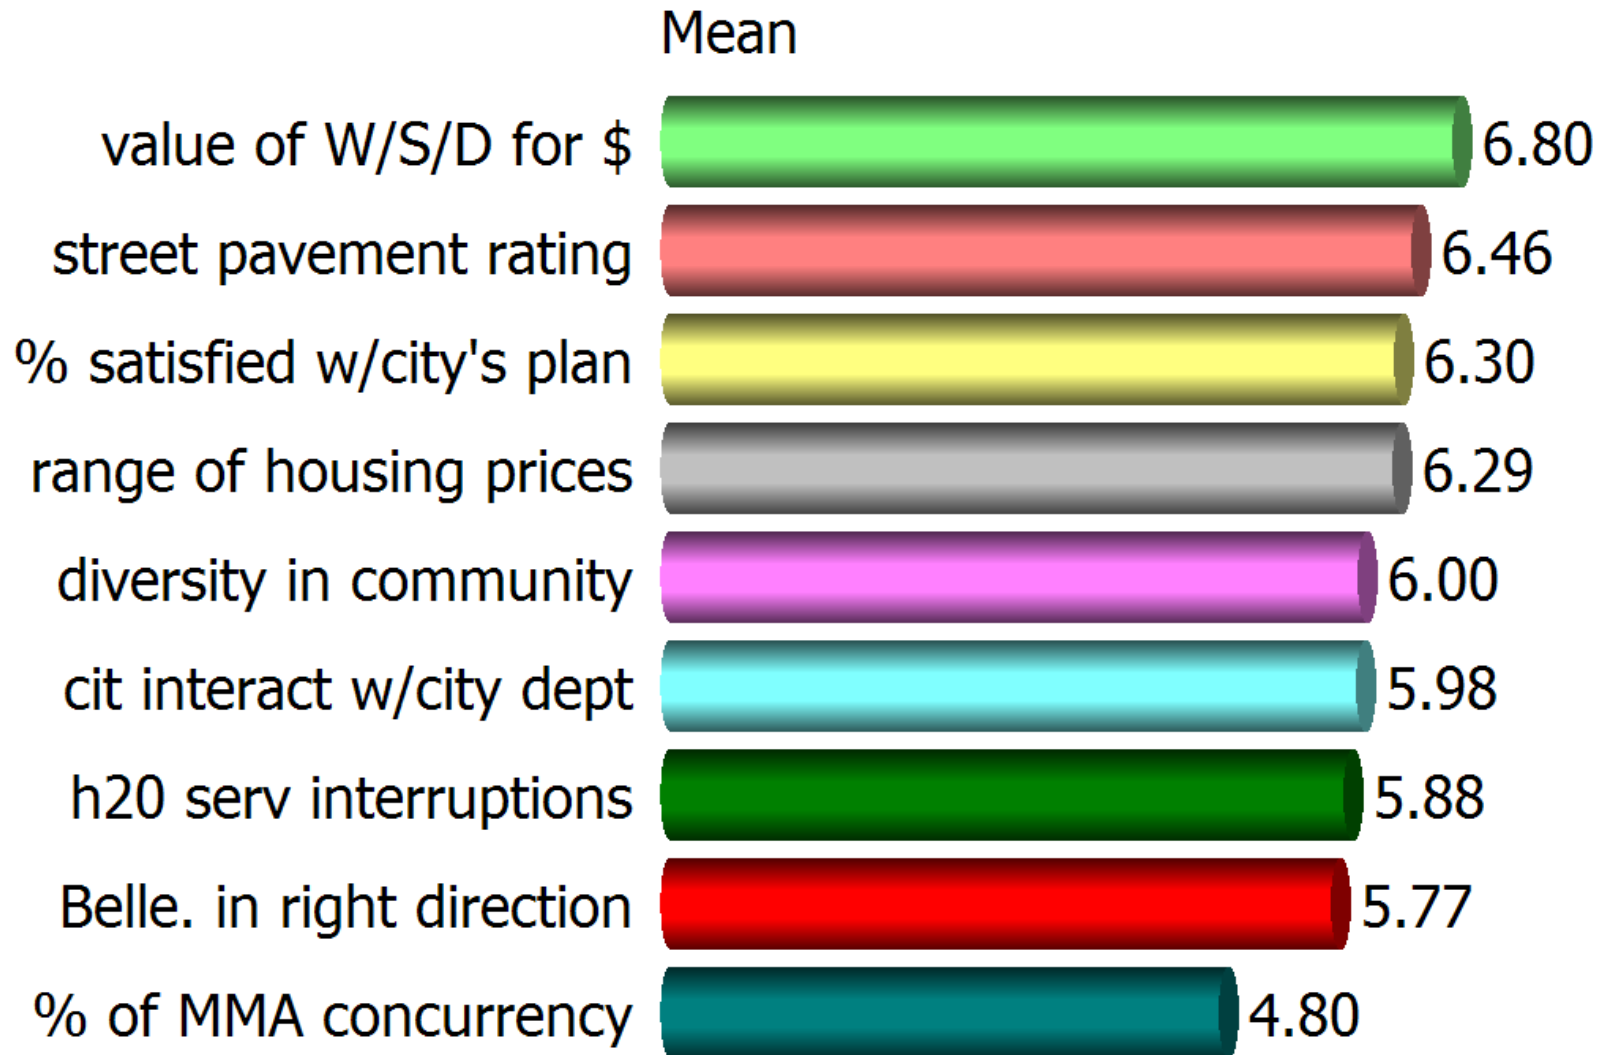 Mean
value of W/S/D for $ 6.80
street pavement rating 6.46
% satisfied w/city's plan 6.30
range of housing prices 6.29
diversity in community 6.00
cit interact w/city dept 5.98
h20 serv interruptions 5.88
Belle. in right direction 5.77
% of MMA concurrency 4.80